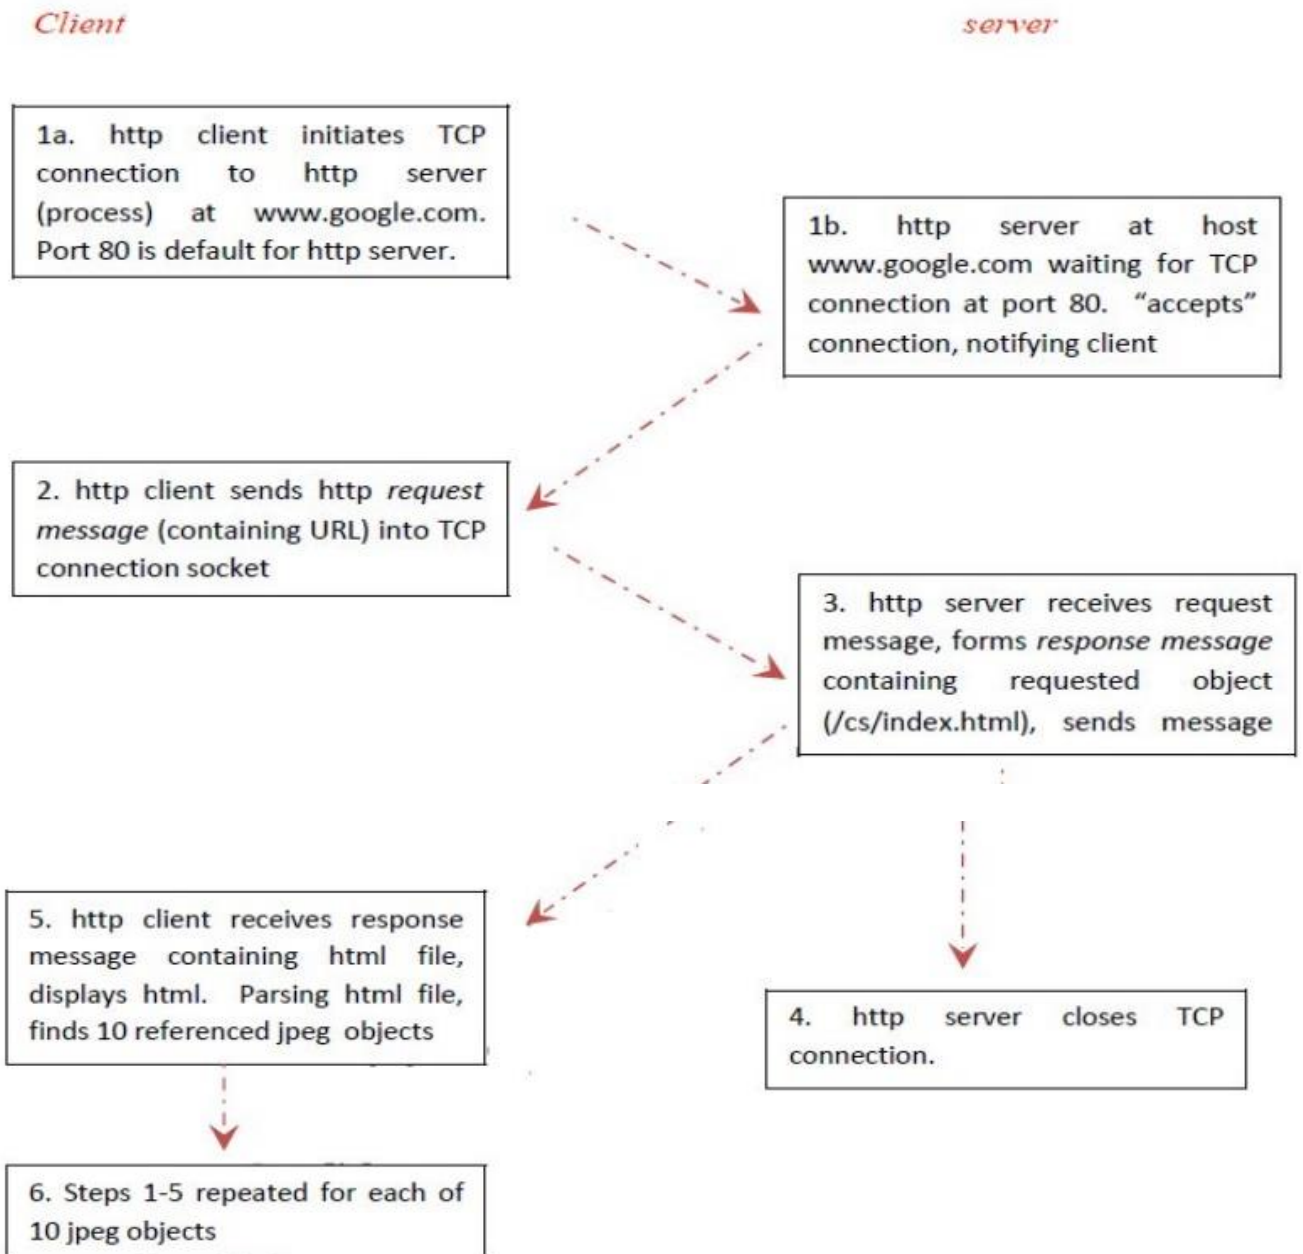 Client
server
1a. http client initiates TCP
connection to http server
(process) at www.google.com.
Port 80 is default for http server.
1b. http server at host
www.google.com waiting for TCP
connection at port 80. “accepts”
connection, notifying client
2. http client sends http request
message (containing URL) into TCP
connection socket
3. http server receives request
message, forms response message
containing requested object
(/cs/index.html), sends message
5. http client receives response
message containing html file,
displays html. Parsing html file,
finds 10 referenced jpeg objects
4. http server closes TCP
connection.
6. Steps 1-5 repeated for each of
10 jpeg objects